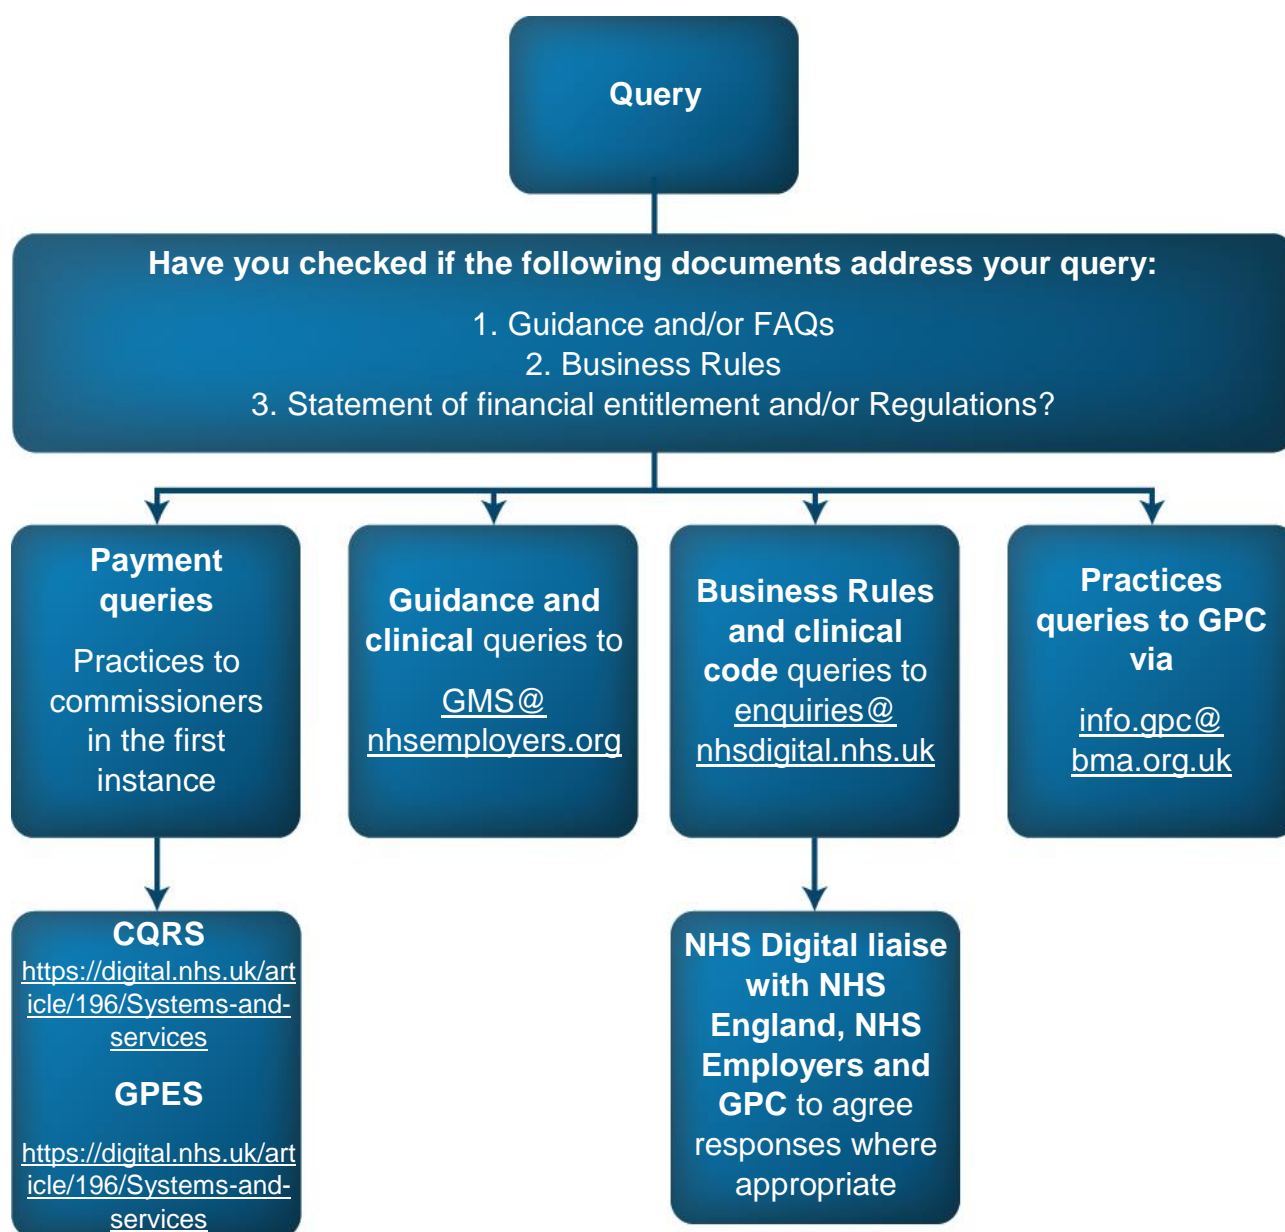 Query
Have you checked if the following documents address your query:
1. Guidance and/or FAQs
2. Business Rules
3. Statement of financial entitlement and/or Regulations?
Payment
queries
Practices to
commissioners
in the first
instance
Guidance and
clinical queries to
GMS@
nhsemployers.org
Business Rules
and clinical
code queries to
enquiries@
nhsdigital.nhs.uk
Practices
queries to GPC
via
info.gpc@
bma.org.uk
CQRS
https://digital.nhs.uk/art
icle/196/Systems-and-
services
GPES
https://digital.nhs.uk/art
icle/196/Systems-and-
services
NHS Digital liaise
with NHS
England, NHS
Employers and
GPC to agree
responses where
appropriate